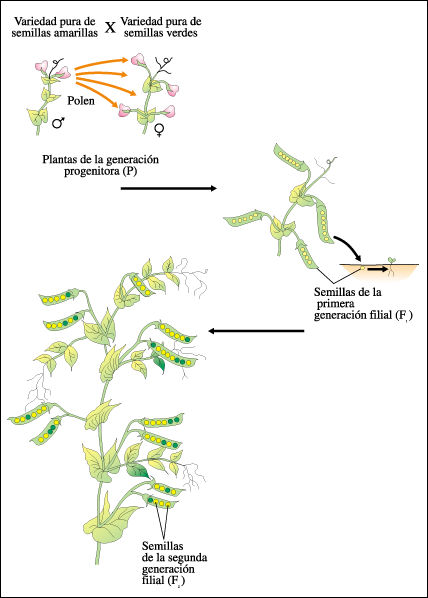 Variedad pura de
semillas amarillas
X
Variedad pura de
semillas verdes
Polen
♂
♀
Plantas de la generación
progenitora (P)
Semillas de la
primera
generación filial (F₁)
Semillas
de la segunda
generación
filial (F₂)